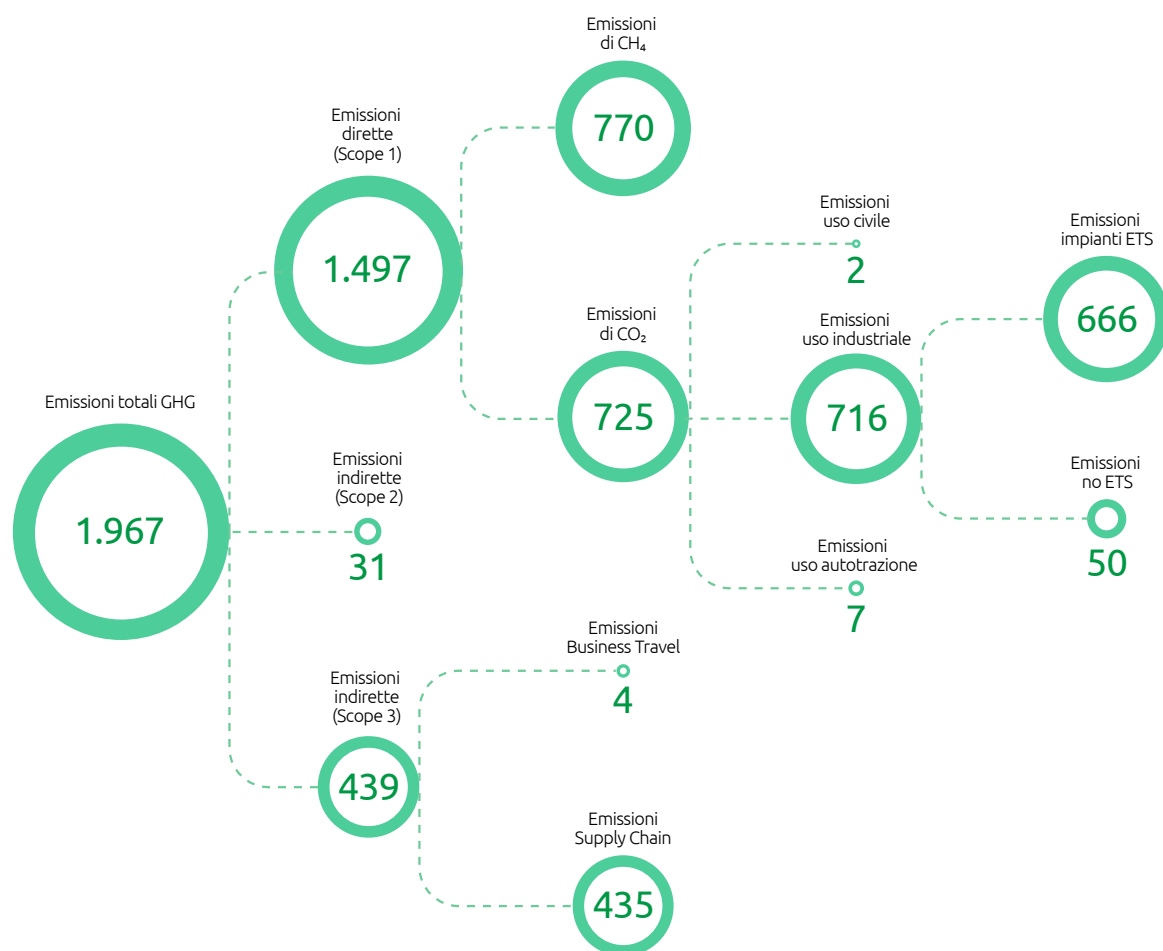 Emissioni
di CH₄
770
Emissioni
dirette
(Scope 1)
1.497
Emissioni
uso civile
2
Emissioni
impianti ETS
666
Emissioni
di CO₂
725
Emissioni
uso industriale
716
Emissioni totali GHG
1.967
Emissioni
indirette
(Scope 2)
31
Emissioni
no ETS
50
Emissioni
uso autotrazione
7
Emissioni
Business Travel
4
Emissioni
indirette
(Scope 3)
439
Emissioni
Supply Chain
435